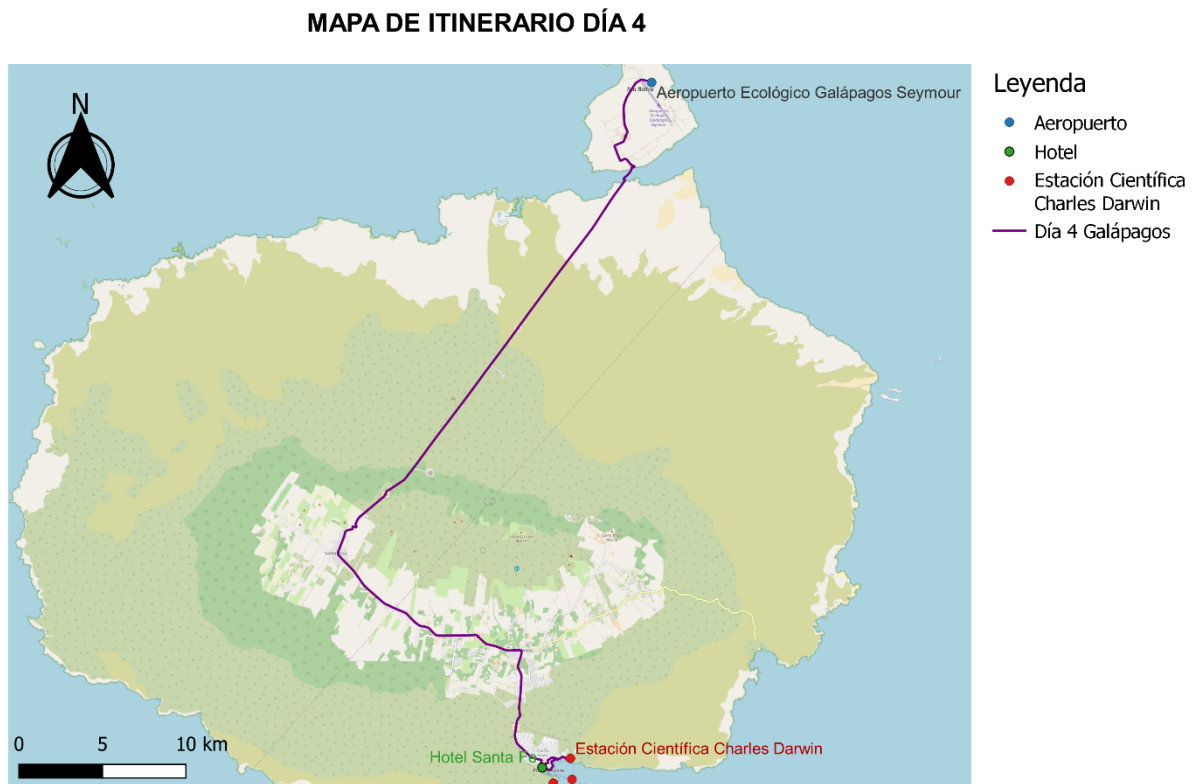 MAPA DE ITINERARIO DÍA 4
N
Aeropuerto Ecológico Galápagos Seymour
Leyenda
Aeropuerto
Hotel
Estación Científica
Charles Darwin
Día 4 Galápagos
0 5 10 km
Hotel Santa Fe
Estación Científica Charles Darwin